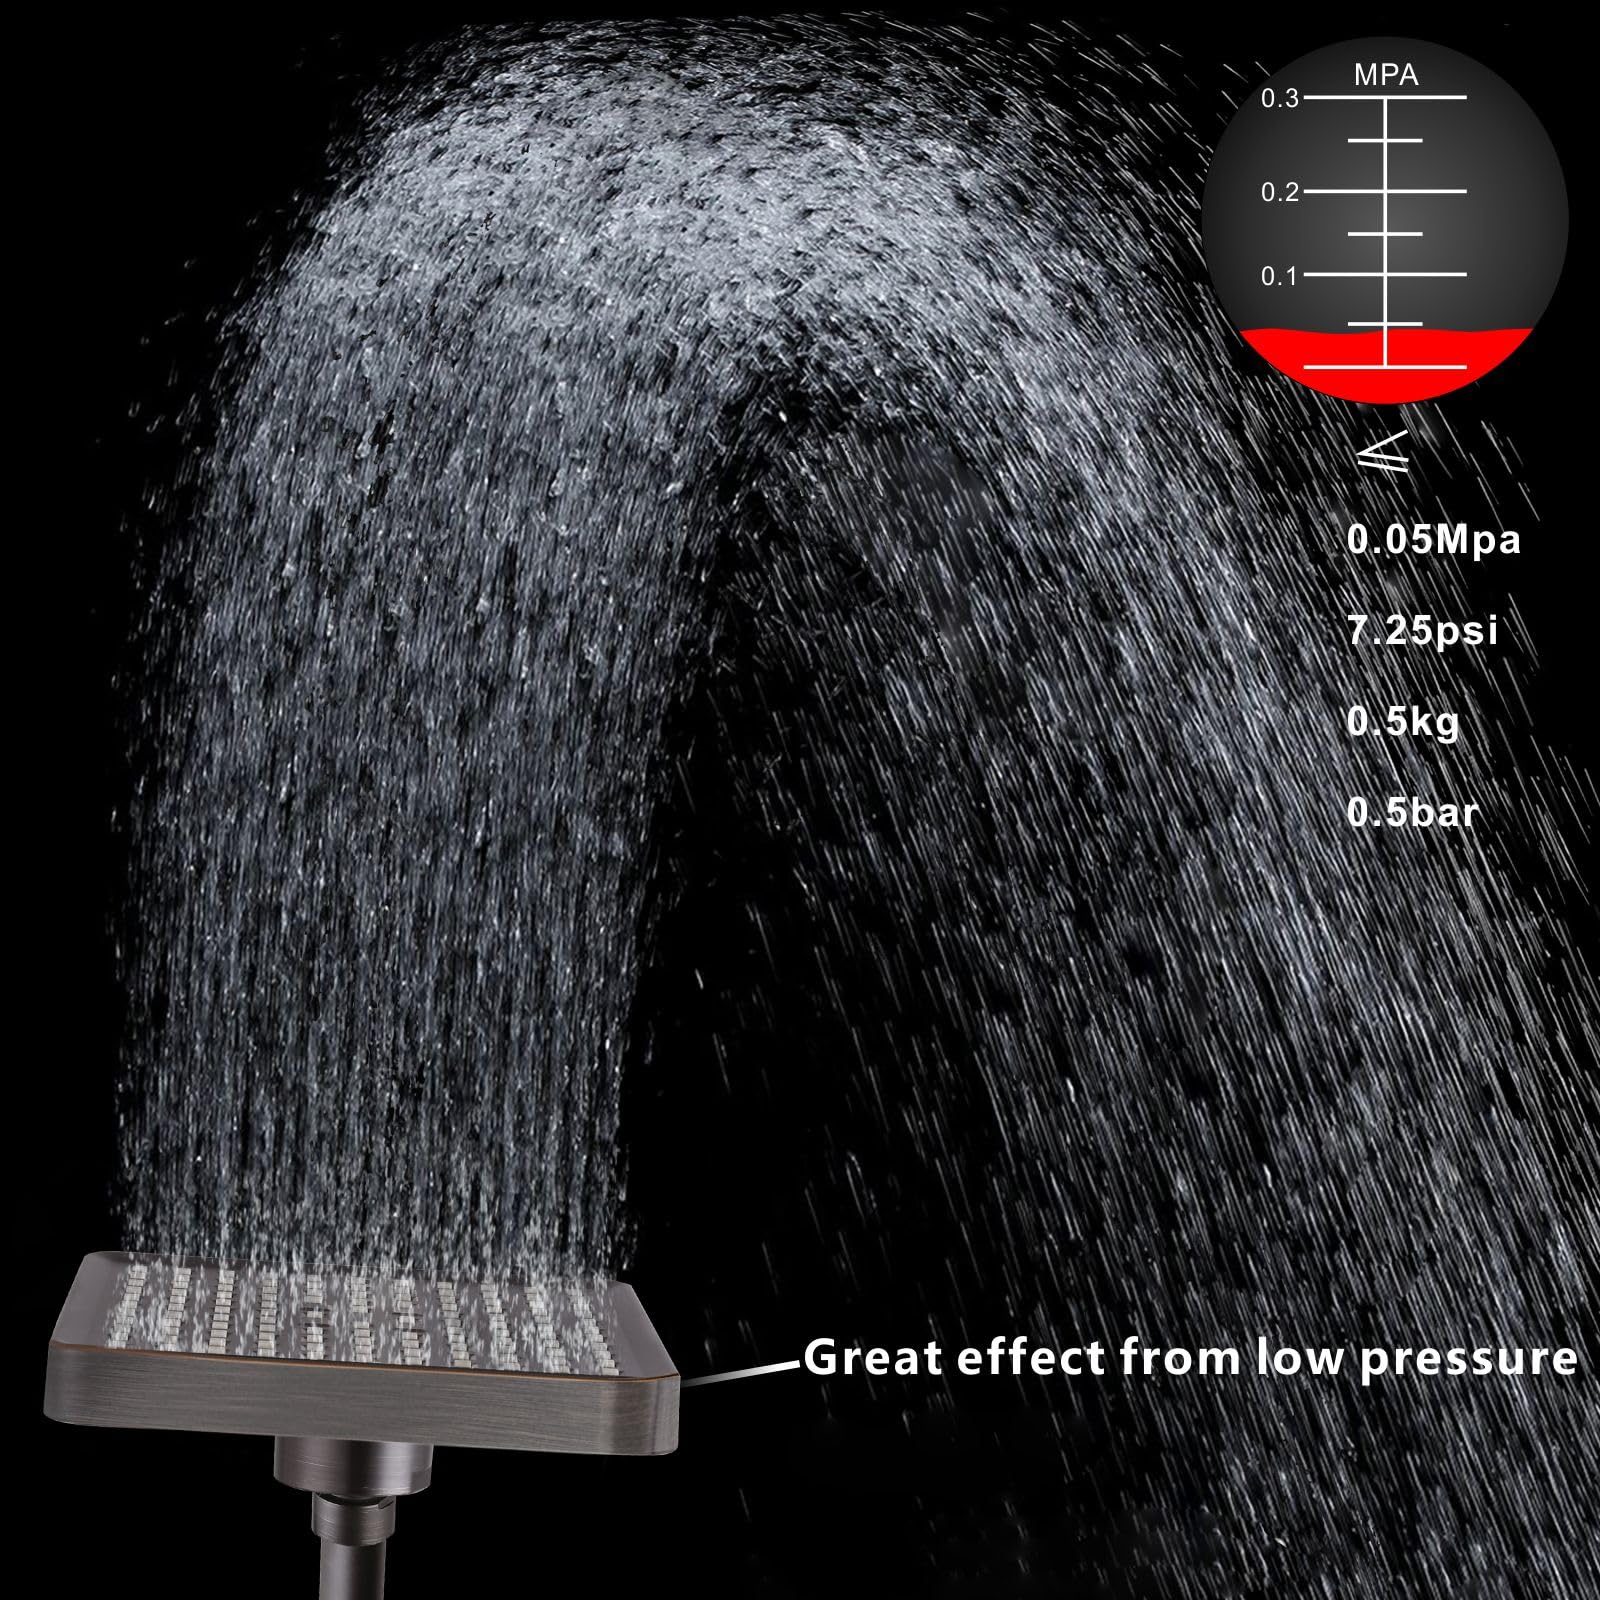 MPA
0.3
0.2
0.1
≤
0.05Mpa
7.25psi
0.5kg
0.5bar
Great effect from low pressure